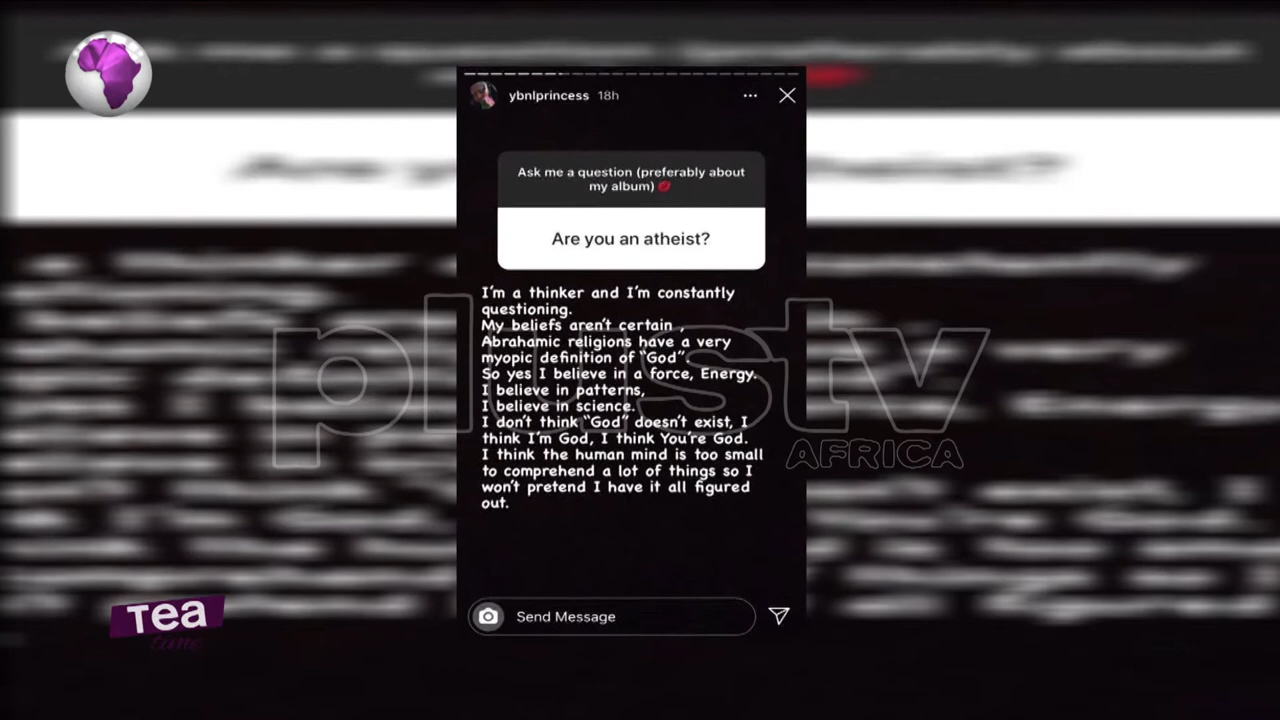 ybnlprincess 18h
Ask me a question (preferably about
my album) 💋
Are you an atheist?
I'm a thinker and I'm constantly
questioning.
My beliefs aren't certain ,
Abrahamic religions have a very
myopic definition of "God".
So yes I believe in a force, Energy.
I believe in patterns,
I believe in science.
I don't think "God" doesn't exist, I
think I'm God, I think You're God.
I think the human mind is too small
to comprehend a lot of things so I
won't pretend I have it all figured
out.
plustv
AFRICA
Tea
time
Send Message